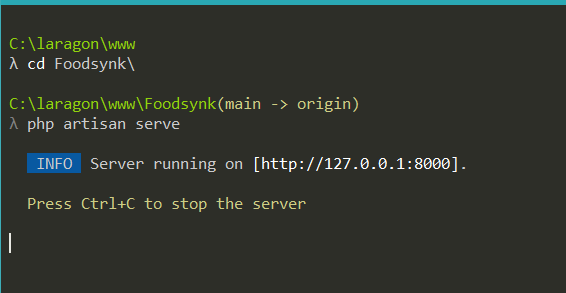 C:\laragon\www
λ cd Foodsynk\
C:\laragon\www\Foodsynk(main -> origin)
λ php artisan serve
INFO Server running on [http://127.0.0.1:8000].
Press Ctrl+C to stop the server